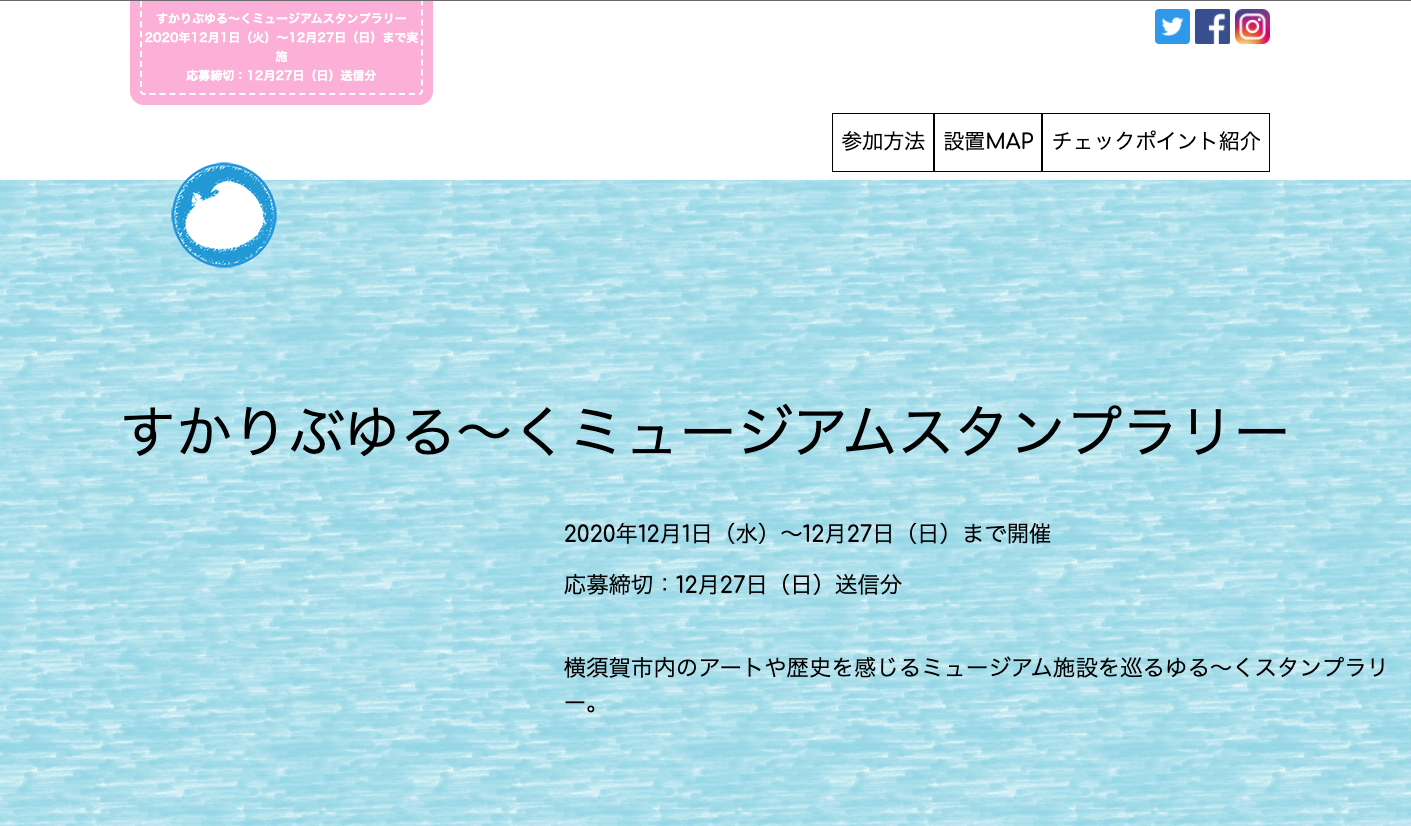 すかりぶゆる〜くミュージアムスタンプラリー
2020年12月1日（火）〜12月27日（日）まで実
施
応募締切：12月27日（日）送信分
参加方法
設置MAP
チェックポイント紹介
すかりぶゆる〜くミュージアムスタンプラリー
2020年12月1日（水）〜12月27日（日）まで開催
応募締切：12月27日（日）送信分
横須賀市内のアートや歴史を感じるミュージアム施設を巡るゆる〜くスタンプラリ
ー。